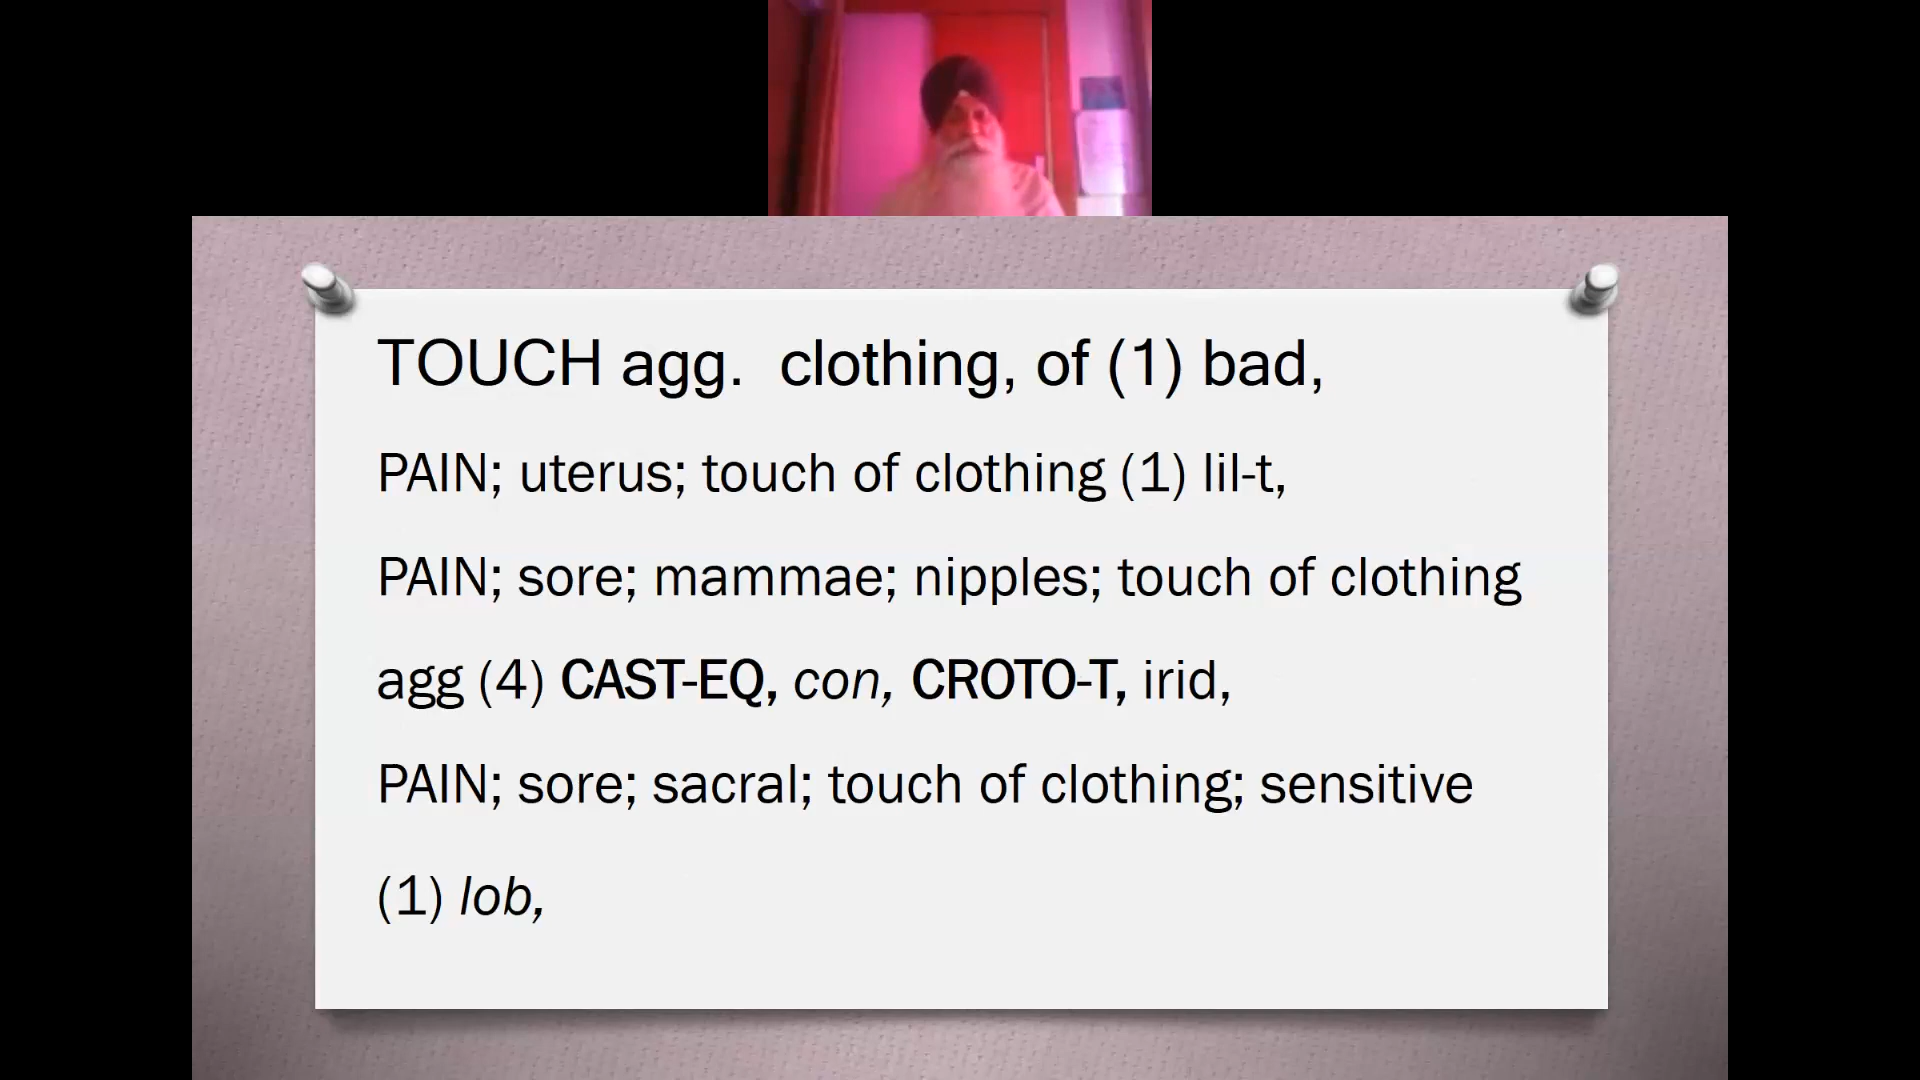 TOUCH agg. clothing, of (1) bad,
PAIN; uterus; touch of clothing (1) lil-t,
PAIN; sore; mammae; nipples; touch of clothing
agg (4) CAST-EQ, con, CROTO-T, irid,
PAIN; sore; sacral; touch of clothing; sensitive
(1) lob,